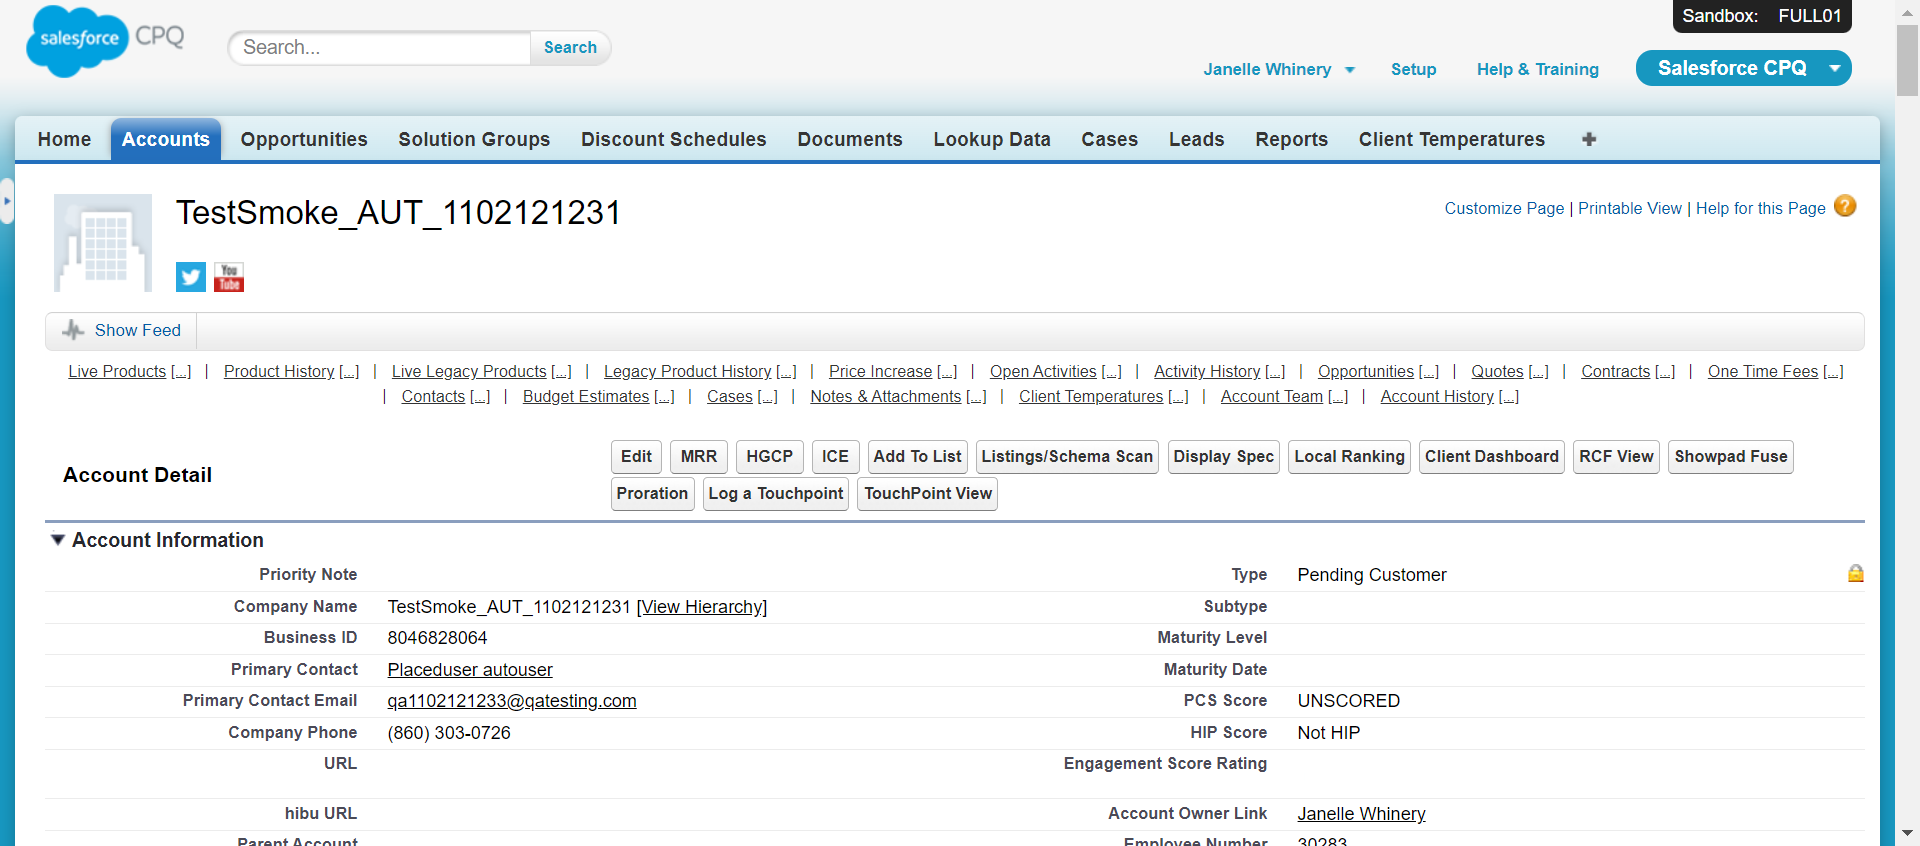 Sandbox: FULL01
salesforce CPQ
Search... Search
Janelle Whinery Setup Help & Training Salesforce CPQ
Home Accounts Opportunities Solution Groups Discount Schedules Documents Lookup Data Cases Leads Reports Client Temperatures
TestSmoke_AUT_1102121231
Customize Page | Printable View | Help for this Page ?
You Tube
Show Feed
Live Products [...] | Product History [...] | Live Legacy Products [...] | Legacy Product History [...] | Price Increase [...] | Open Activities [...] | Activity History [...] | Opportunities [...] | Quotes [...] | Contracts [...] | One Time Fees [...]
| Contacts [...] | Budget Estimates [...] | Cases [...] | Notes & Attachments [...] | Client Temperatures [...] | Account Team [...] | Account History [...]
Account Detail
Edit MRR HGCP ICE Add To List Listings/Schema Scan Display Spec Local Ranking Client Dashboard RCF View Showpad Fuse
Proration Log a Touchpoint TouchPoint View
Account Information
Priority Note Type Pending Customer
Company Name TestSmoke_AUT_1102121231 [View Hierarchy] Subtype
Business ID 8046828064 Maturity Level
Primary Contact Placeduser autouser Maturity Date
Primary Contact Email qa1102121233@qatesting.com PCS Score UNSCORED
Company Phone (860) 303-0726 HIP Score Not HIP
URL Engagement Score Rating
hibu URL Account Owner Link Janelle Whinery
Parent Account Employee Number 30283